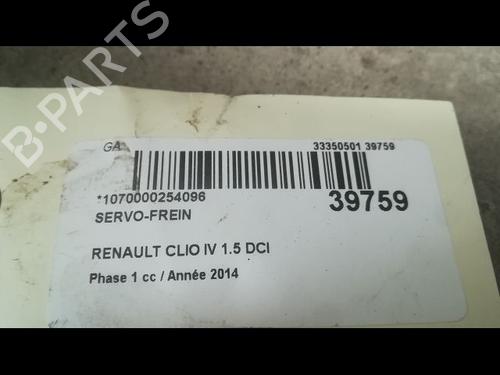 B-PARTS
GA 33350501 39759
*1070000254096 39759
SERVO-FREIN
RENAULT CLIO IV 1.5 DCI
Phase 1 cc / Année 2014